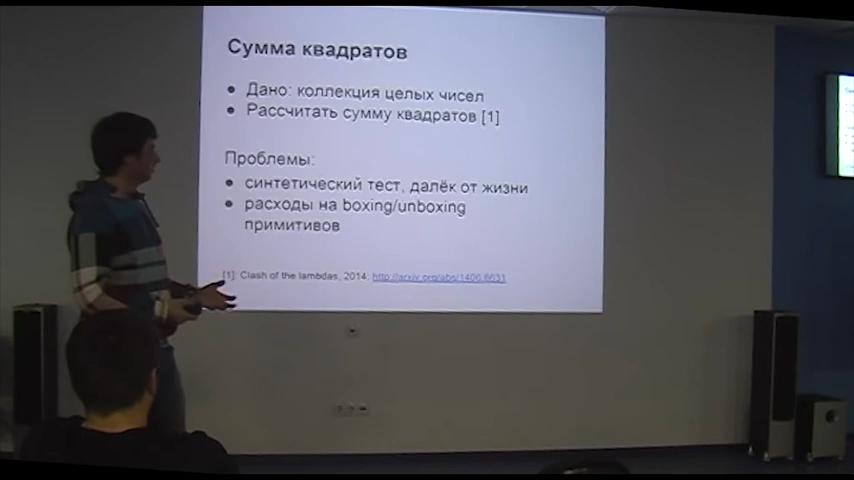 Сумма квадратов
● Дано: коллекция целых чисел
● Рассчитать сумму квадратов [1]
Проблемы:
● синтетический тест, далёк от жизни
● расходы на boxing/unboxing
примитивов
[1]: Clash of the lambdas, 2014: http://arxiv.org/abs/1406.6631